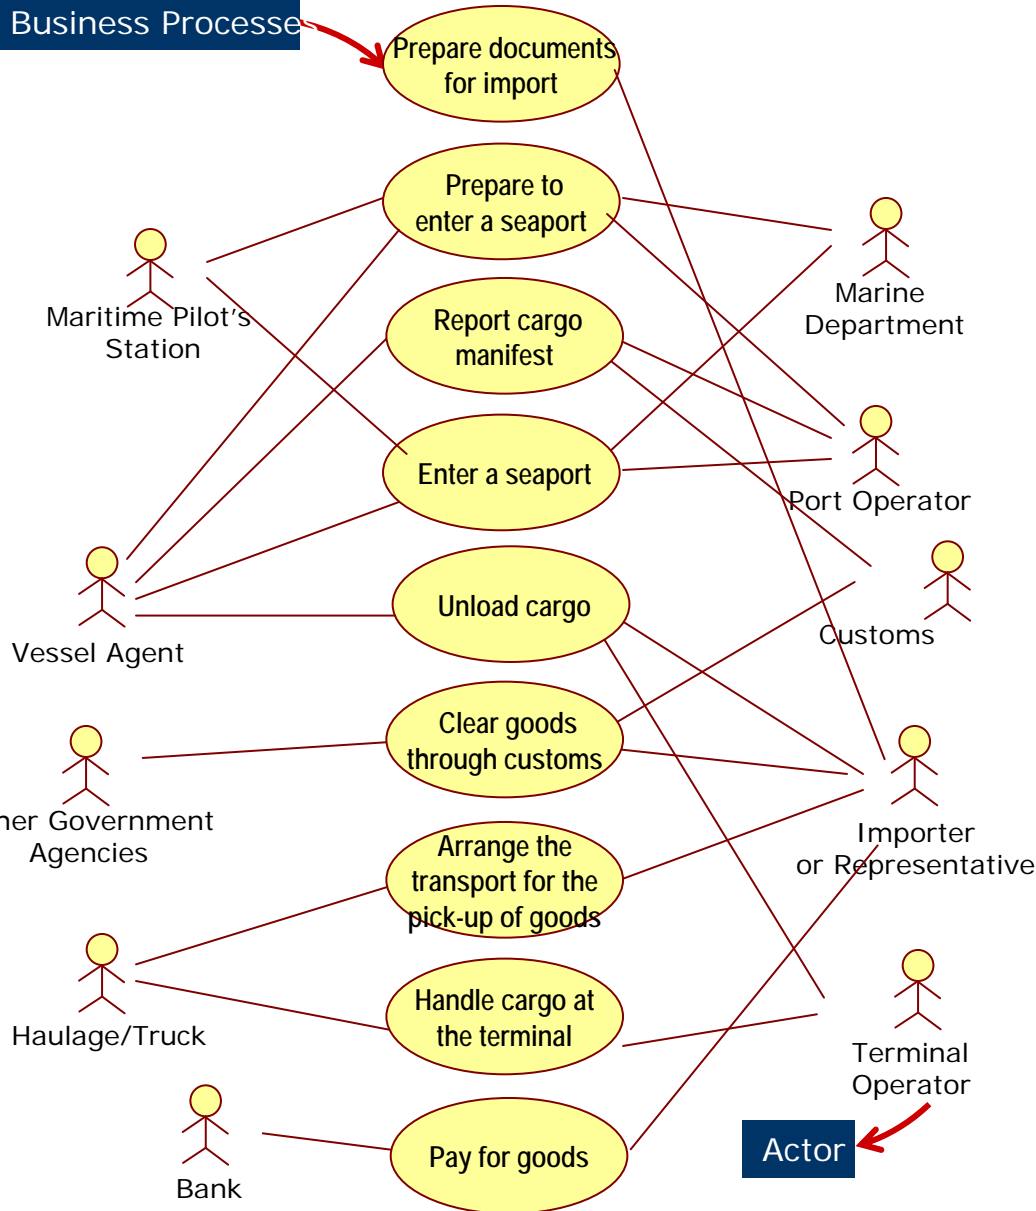 Business Processe
Prepare documents
for import
Prepare to
enter a seaport
Maritime Pilot's
Station
Marine
Department
Report cargo
manifest
Enter a seaport
Port Operator
Unload cargo
Vessel Agent
Customs
Clear goods
through customs
ner Government
Agencies
Importer
or Representative
Arrange the
transport for the
pick-up of goods
Handle cargo at
the terminal
Haulage/Truck
Terminal
Operator
Pay for goods
Bank
Actor